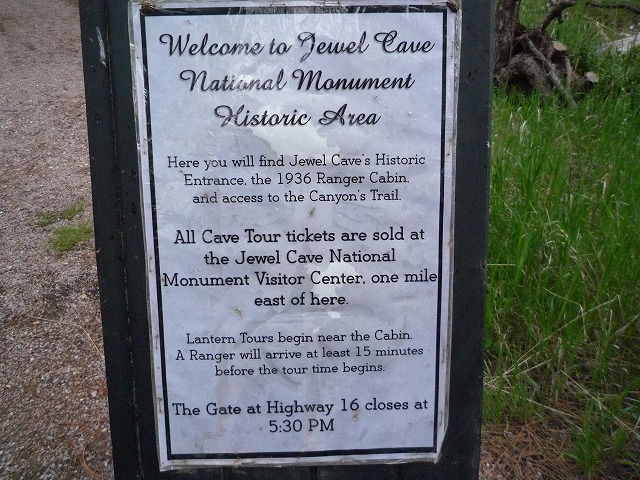 Welcome to Jewel Cave
National Monument
Historic Area
Here you will find Jewel Cave's Historic
Entrance, the 1936 Ranger Cabin,
and access to the Canyon's Trail.
All Cave Tour tickets are sold at
the Jewel Cave National
Monument Visitor Center, one mile
east of here.
Lantern Tours begin near the Cabin.
A Ranger will arrive at least 15 minutes
before the tour time begins.
The Gate at Highway 16 closes at
5:30 PM